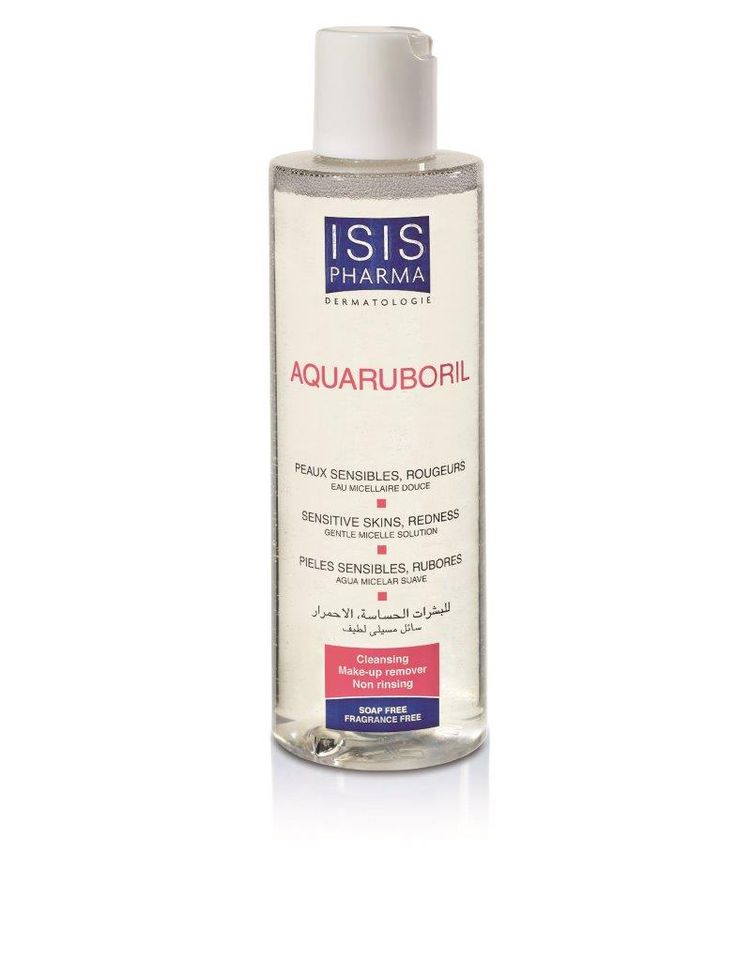 ISIS
PHARMA
DERMATOLOGIE
AQUARUBORIL
PEAUX SENSIBLES, ROUGEURS
EAU MICELLAIRE DOUCE
SENSITIVE SKINS, REDNESS
GENTLE MICELLE SOLUTION
PIELES SENSIBLES, RUBORES
AGUA MICELAR SUAVE
للبشرات الحساسة، الاحمرار
سائل مسيلي لطيف
Cleansing
Make-up remover
Non rinsing
SOAP FREE
FRAGRANCE FREE